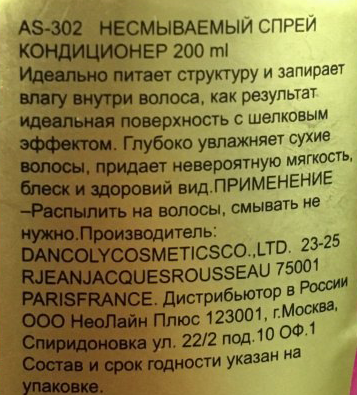 AS-302 НЕСМЫВАЕМЫЙ СПРЕЙ
КОНДИЦИОНЕР 200 ml
Идеально питает структуру и запирает
влагу внутри волоса, как результат
идеальная поверхность с шелковым
эффектом. Глубоко увлажняет сухие
волосы, придает невероятную мягкость,
блеск и здоровий вид.ПРИМЕНЕНИЕ
–Распылить на волосы, смывать не
нужно.Производитель:
DANCOLYCOSMETICSCO.,LTD. 23-25
RJEANJACQUESROUSSEAU 75001
PARISFRANCE. Дистрибьютор в России
ООО НеоЛайн Плюс 123001, г.Москва,
Спиридоновка ул. 22/2 под.10 ОФ.1
Состав и срок годности указан на
упаковке.